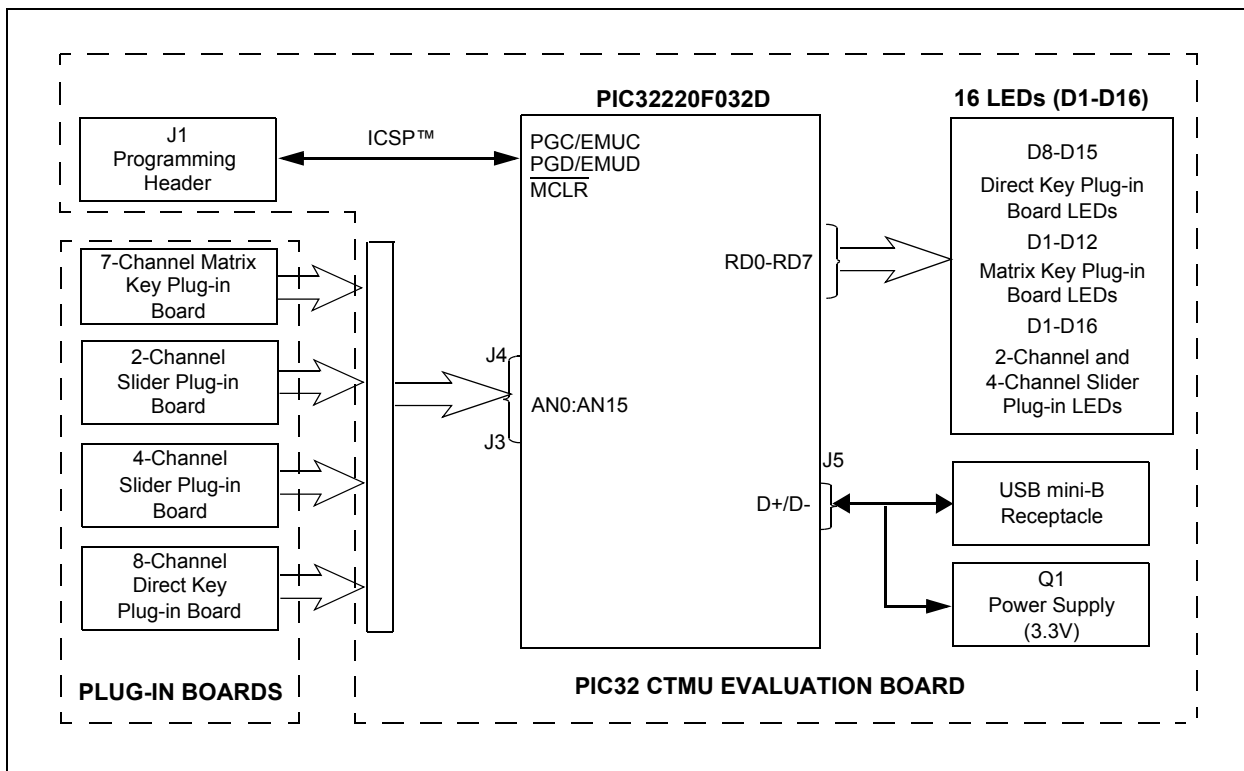 PIC32220F032D
16 LEDs (D1-D16)
J1
Programming
Header
ICSP™
PGC/EMUC
PGD/EMUD
MCLR
D8-D15
Direct Key Plug-in
Board LEDs
D1-D12
Matrix Key Plug-in
Board LEDs
D1-D16
2-Channel and
4-Channel Slider
Plug-in LEDs
RD0-RD7
7-Channel Matrix
Key Plug-in
Board
2-Channel
Slider Plug-in
Board
4-Channel
Slider Plug-in
Board
8-Channel
Direct Key
Plug-in Board
J4
AN0:AN15
J3
J5
D+/D-
USB mini-B
Receptacle
Q1
Power Supply
(3.3V)
PLUG-IN BOARDS
PIC32 CTMU EVALUATION BOARD